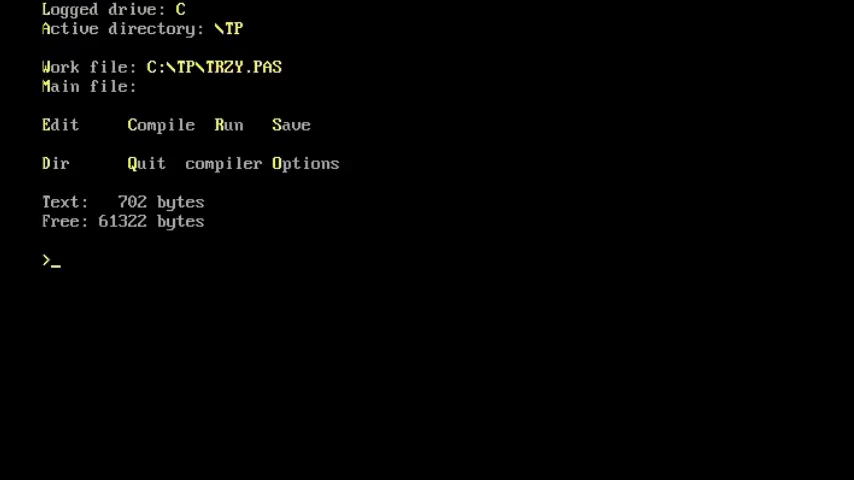 Logged drive: C
Active directory: \TP
Work file: C:\TP\TRZY.PAS
Main file:
Edit Compile Run Save
Dir Quit compiler Options
Text: 702 bytes
Free: 61322 bytes
>_